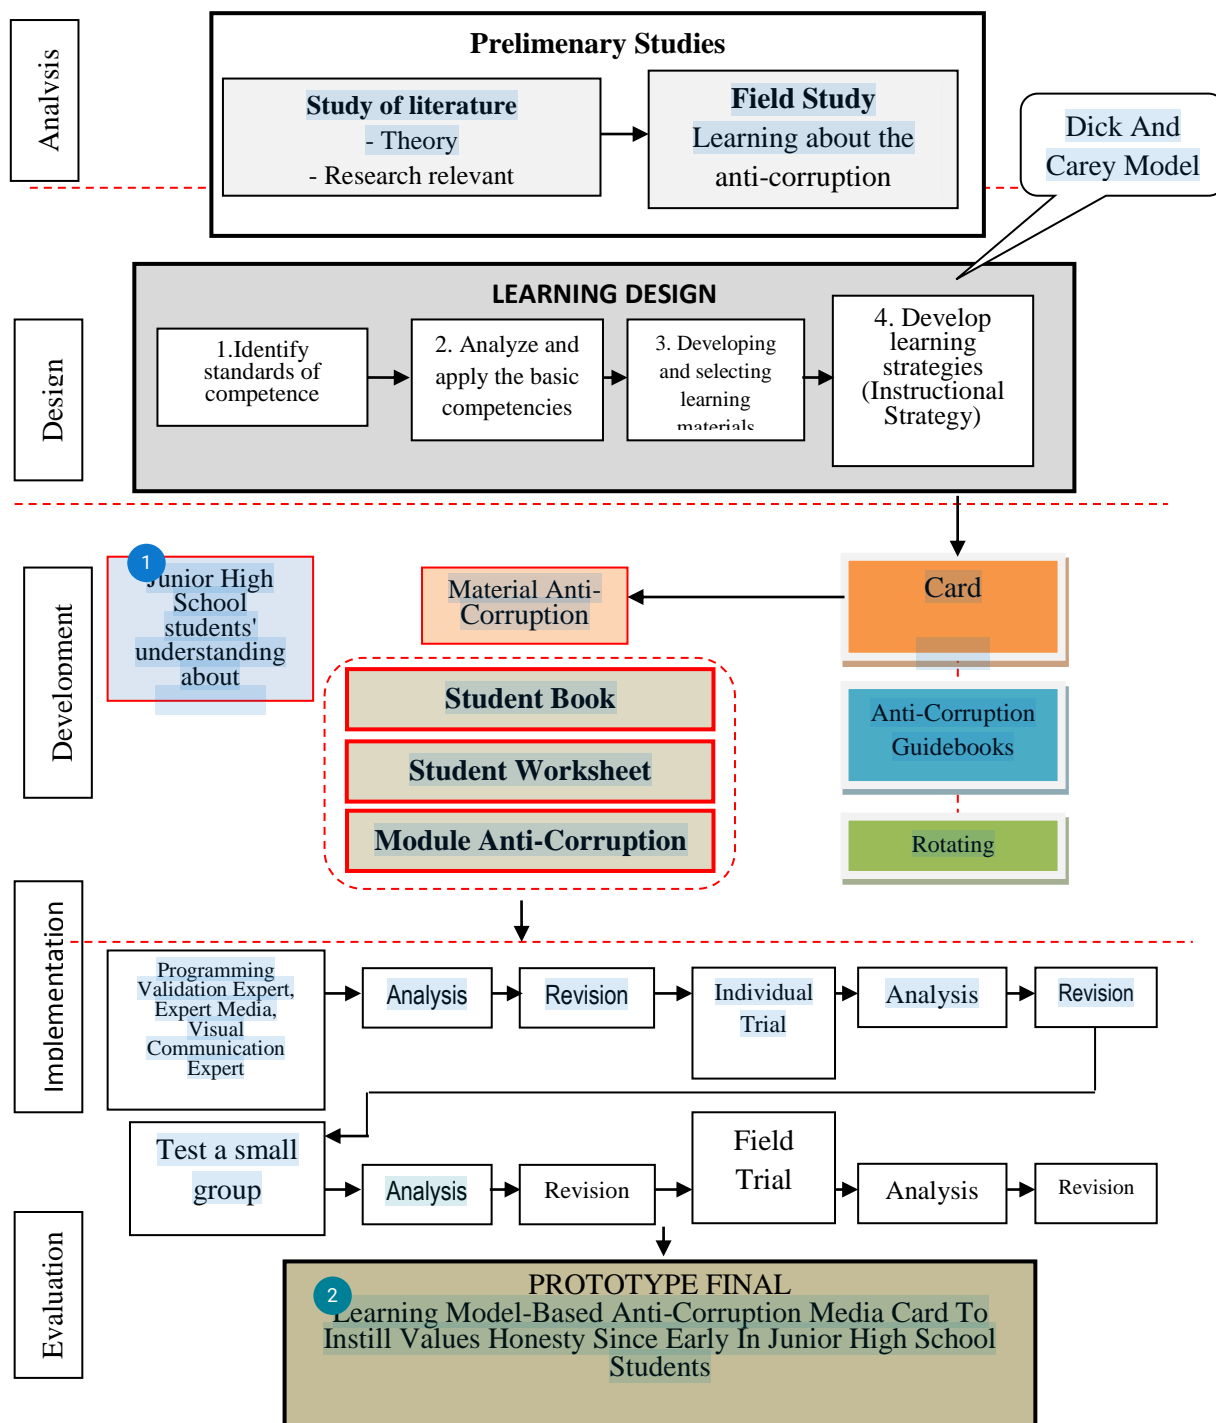 Analysis
Prelimenary Studies
Study of literature
- Theory
- Research relevant
Field Study
Learning about the
anti-corruption
Dick And
Carey Model
Design
LEARNING DESIGN
1.Identify
standards of
competence
2. Analyze and
apply the basic
competencies
3. Developing
and selecting
learning
materials
4. Develop
learning
strategies
(Instructional
Strategy)
Development
1
Junior High
School
students'
understanding
about
Material Anti-
Corruption
Card
Student Book
Student Worksheet
Module Anti-Corruption
Anti-Corruption
Guidebooks
Rotating
Implementation
Programming
Validation Expert,
Expert Media,
Visual
Communication
Expert
Analysis
Revision
Individual
Trial
Analysis
Revision
Test a small
group
Analysis
Revision
Field
Trial
Analysis
Revision
Evaluation
PROTOTYPE FINAL
2
Learning Model-Based Anti-Corruption Media Card To
Instill Values Honesty Since Early In Junior High School
Students